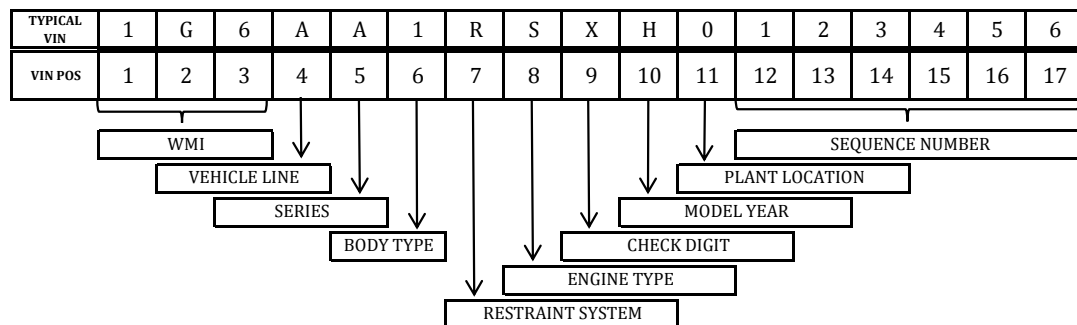 TYPICAL VIN 1 G 6 A A 1 R S X H 0 1 2 3 4 5 6
VIN POS 1 2 3 4 5 6 7 8 9 10 11 12 13 14 15 16 17
WMI SEQUENCE NUMBER
VEHICLE LINE PLANT LOCATION
SERIES MODEL YEAR
BODY TYPE CHECK DIGIT
ENGINE TYPE
RESTRAINT SYSTEM